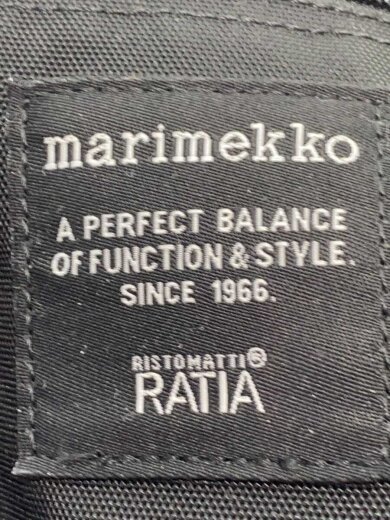 marimekko
A PERFECT BALANCE
OF FUNCTION & STYLE.
SINCE 1966.
RISTOMATTI®
RATIA